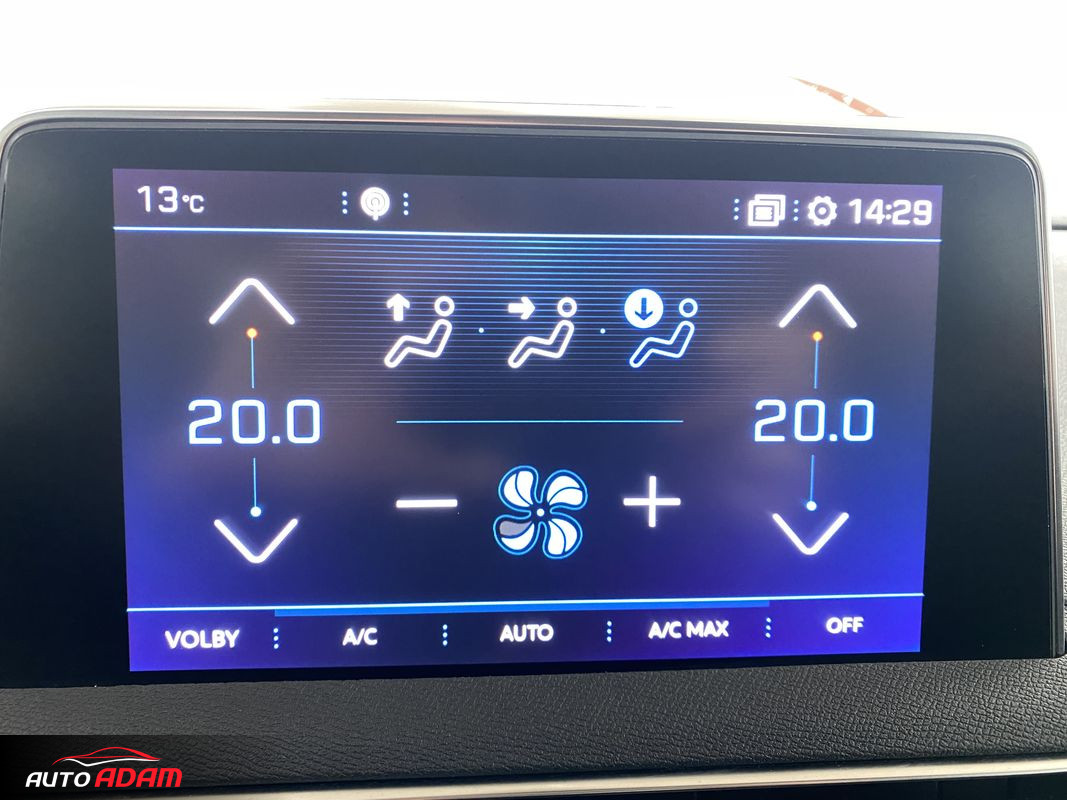 13°C
14:29
20.0
20.0
VOLBY
A/C
AUTO
A/C MAX
OFF
AUTO ADAM